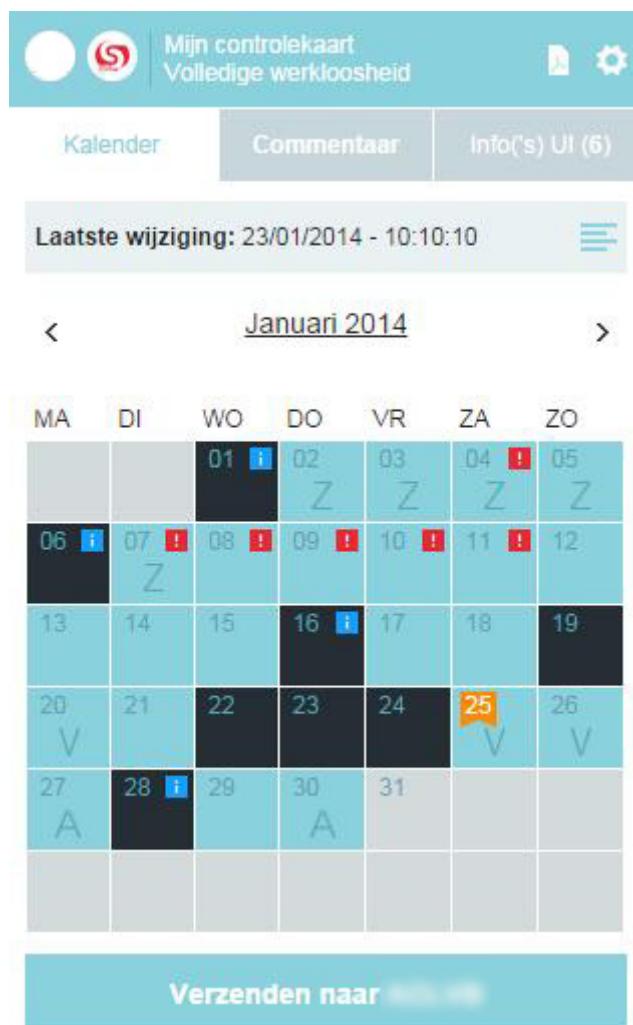 Mijn controlekaart
Volledige werkloosheid
Kalender Commentaar Info('s) UI (6)
Laatste wijziging: 23/01/2014 - 10:10:10
< Januari 2014 >
MA DI WO DO VR ZA ZO
01 i 02 03 04 ! 05
Z Z Z Z
06 i 07 ! 08 ! 09 ! 10 ! 11 ! 12
Z
13 14 15 16 i 17 18 19
20 21 22 23 24 25 26
V V V
27 28 i 29 30 31
A A
Verzenden naar